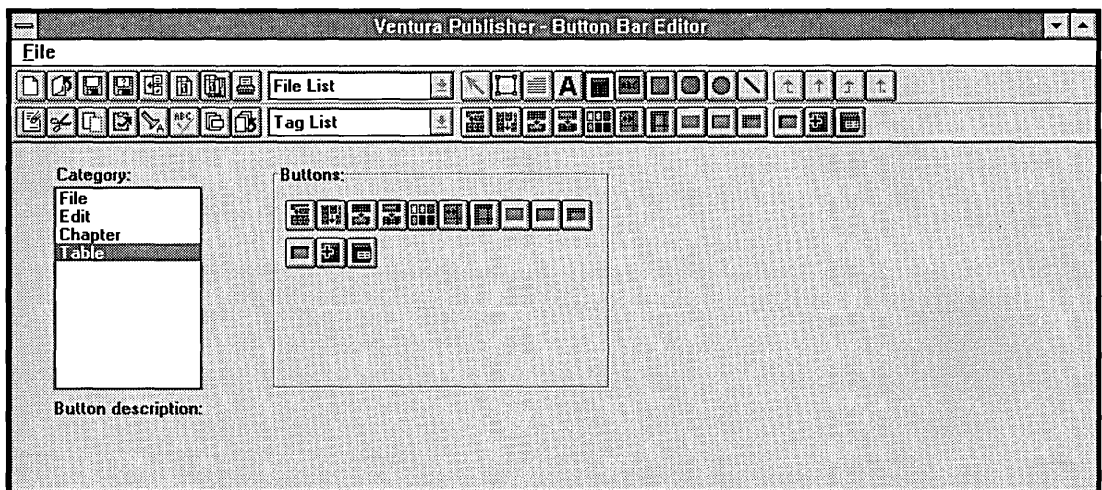 Ventura Publisher - Button Bar Editor
File
File List
A
Tag List
Category:
Buttons:
File
Edit
Chapter
Table
Button description: